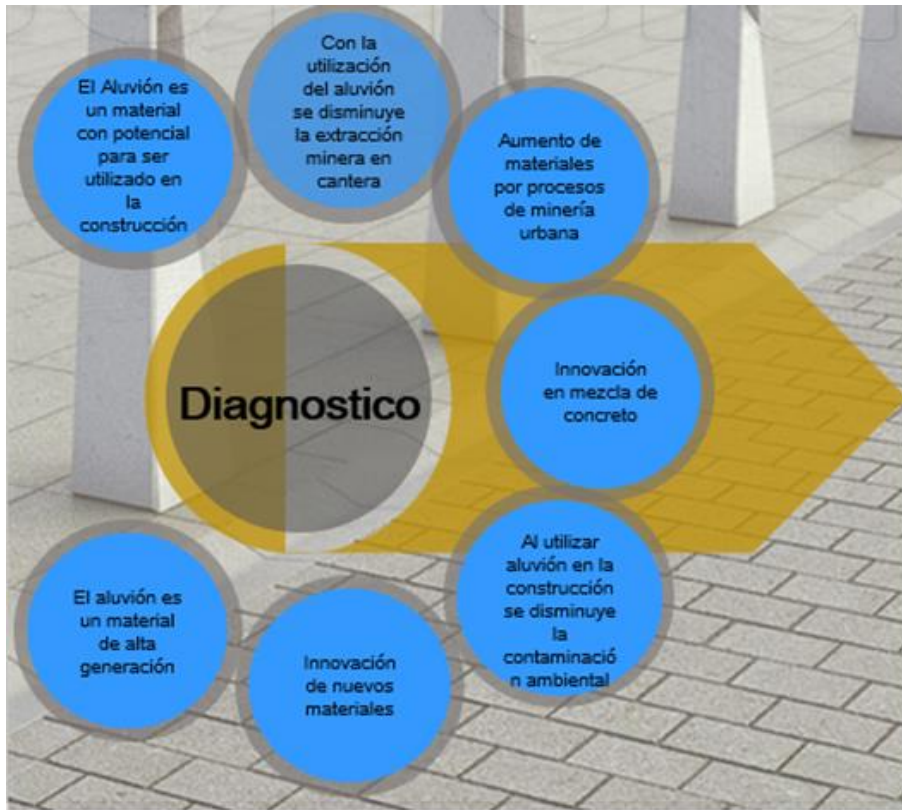 El Aluvión es
un material
con potencial
para ser
utilizado en
la
construcción
Con la
utilización
del aluvión
se disminuye
la extracción
minera en
cantera
Aumento de
materiales
por procesos
de minería
urbana
Innovación
en mezcla de
concreto
Al utilizar
aluvión en la
construcción
se disminuye
la
contaminació
n ambiental
Innovación
de nuevos
materiales
El aluvión es
un material
de alta
generación
Diagnostico